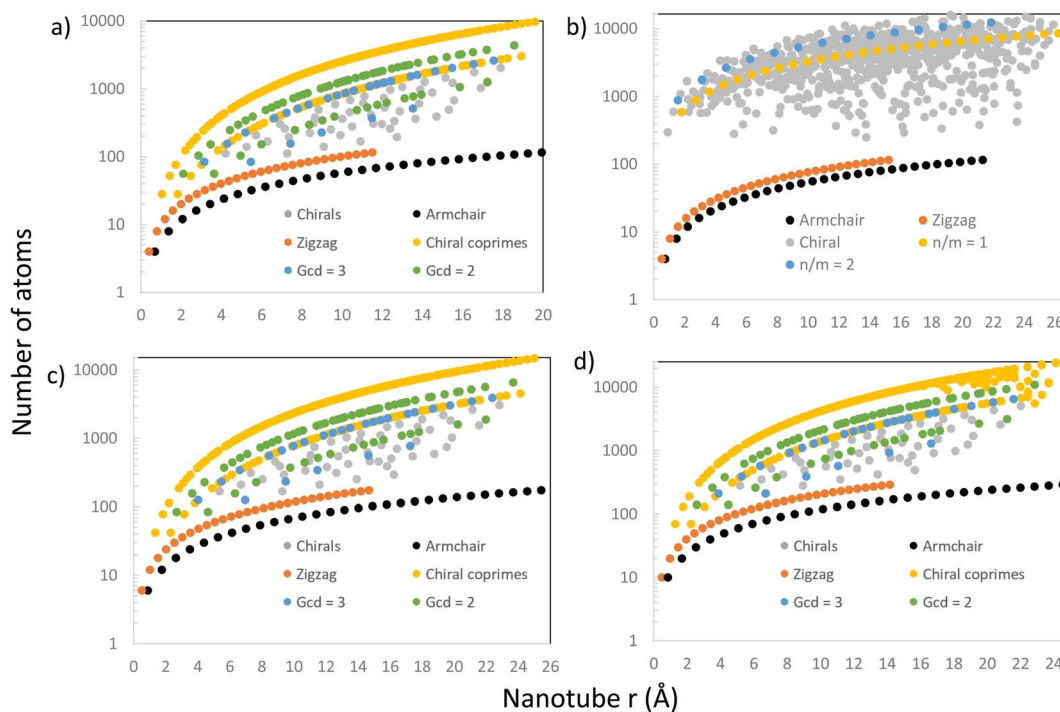 a)
10000
1000
100
10
1
0 2 4 6 8 10 12 14 16 18 20
Chirals Armchair
Zigzag Chiral coprimes
Gcd = 3 Gcd = 2
b)
10000
1000
100
10
1
0 2 4 6 8 10 12 14 16 18 20 22 24 26
Armchair Zigzag
Chiral n/m = 1
n/m = 2
Number of atoms
c)
10000
1000
100
10
1
0 2 4 6 8 10 12 14 16 18 20 22 24 26
Chirals Armchair
Zigzag Chiral coprimes
Gcd = 3 Gcd = 2
d)
10000
1000
100
10
1
0 2 4 6 8 10 12 14 16 18 20 22 24
Chirals Armchair
Zigzag Chiral coprimes
Gcd = 3 Gcd = 2
Nanotube r (Å)